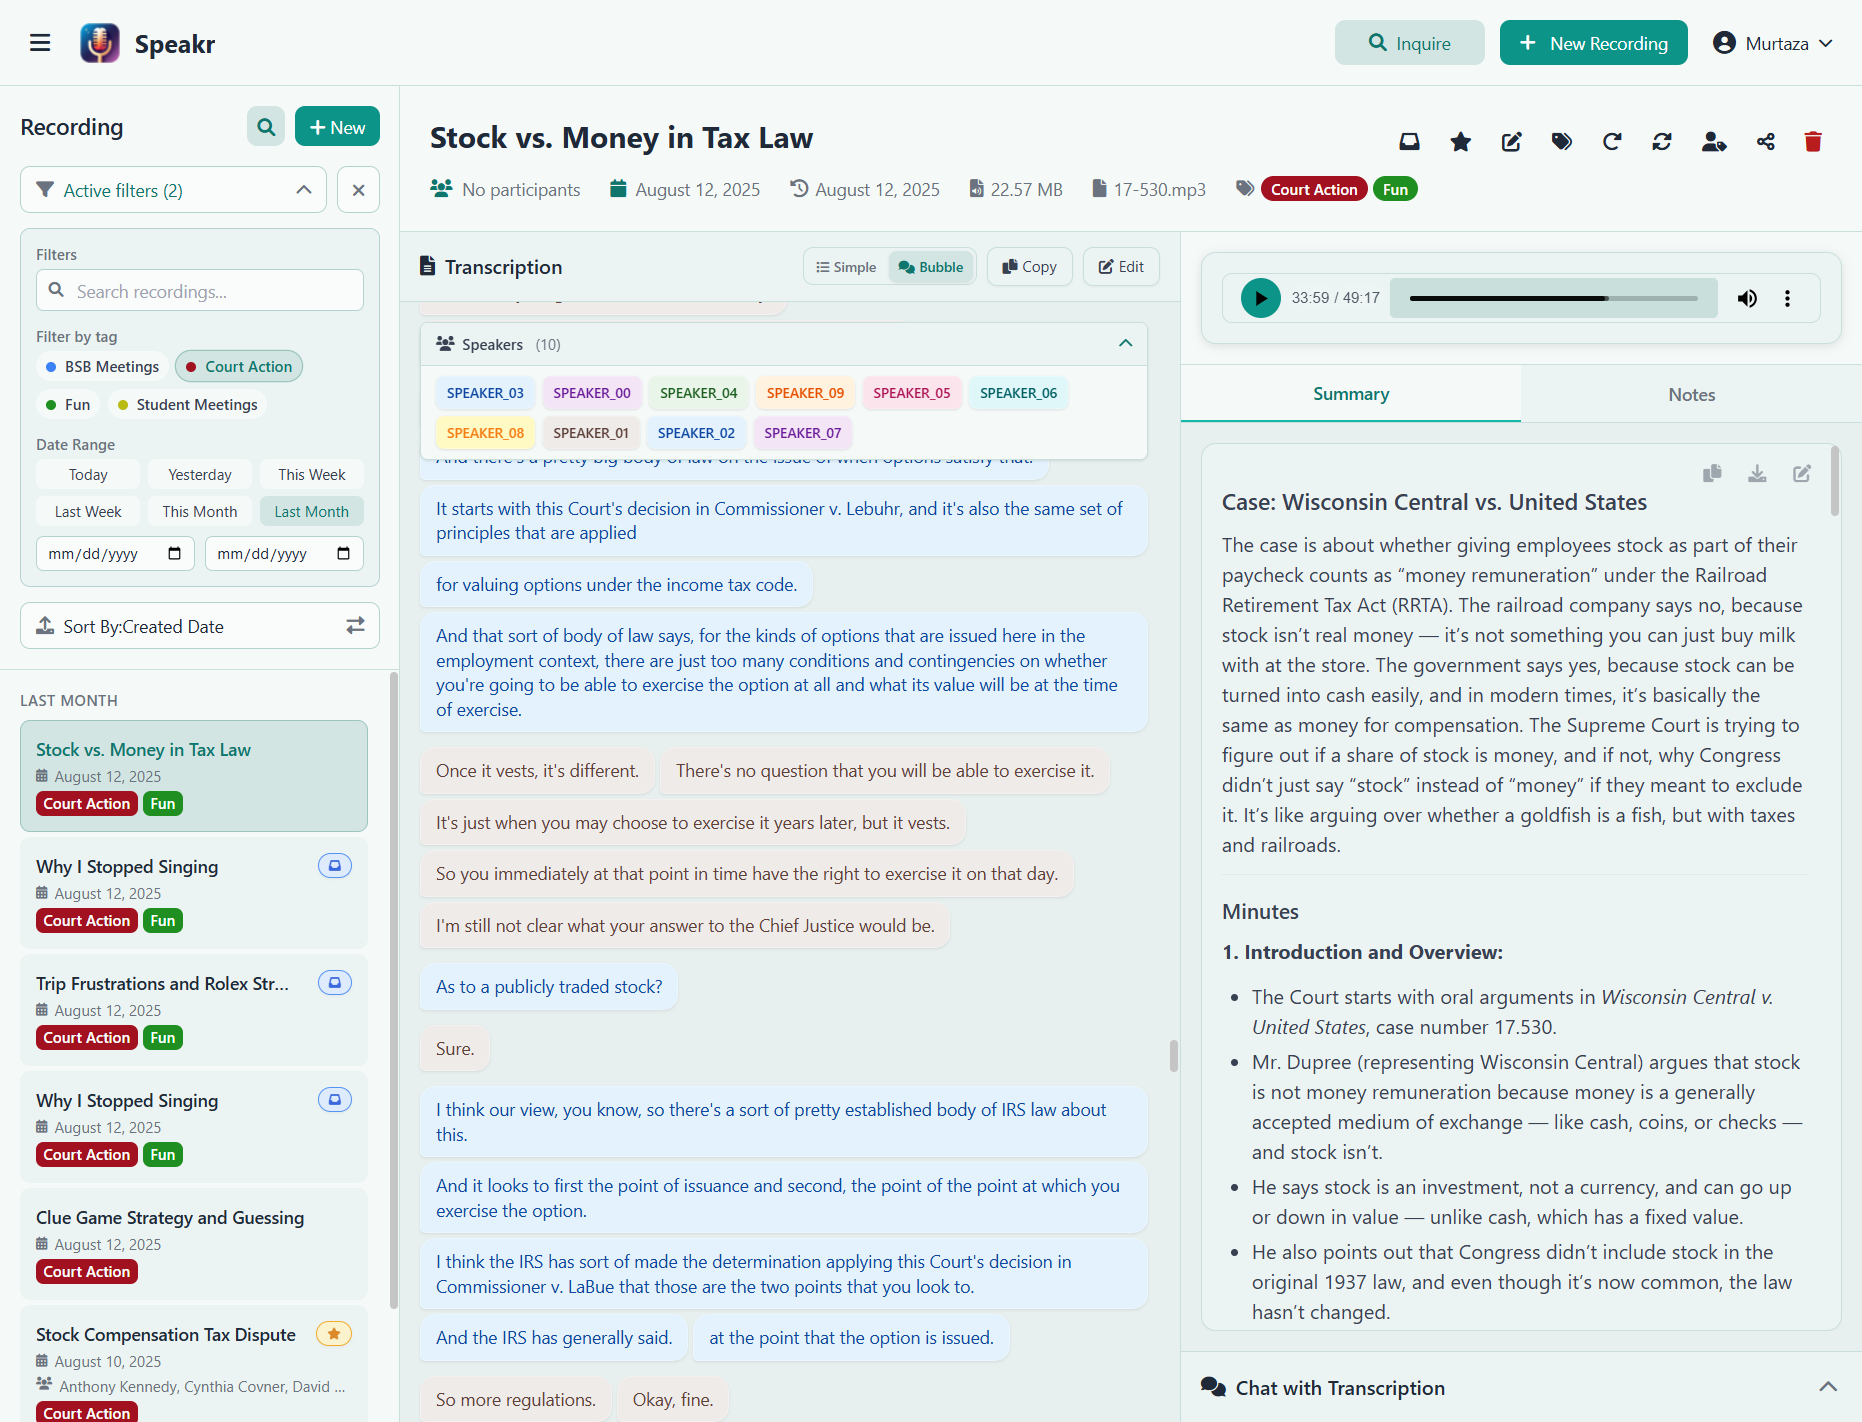 Speakr
Inquire
New Recording
Murtaza
Recording
New
Active filters (2)
Filters
Search recordings...
Filter by tag
BSB Meetings
Court Action
Fun
Student Meetings
Date Range
Today
Yesterday
This Week
Last Week
This Month
Last Month
mm/dd/yyyy
mm/dd/yyyy
Sort By:Created Date
LAST MONTH
Stock vs. Money in Tax Law
August 12, 2025
Court Action Fun
Why I Stopped Singing
August 12, 2025
Court Action Fun
Trip Frustrations and Rolex Str...
August 12, 2025
Court Action Fun
Why I Stopped Singing
August 12, 2025
Court Action Fun
Clue Game Strategy and Guessing
August 12, 2025
Court Action
Stock Compensation Tax Dispute
August 10, 2025
Anthony Kennedy, Cynthia Covner, David ...
Court Action
Stock vs. Money in Tax Law
No participants
August 12, 2025
August 12, 2025
22.57 MB
17-530.mp3
Court Action Fun
Transcription
Simple
Bubble
Copy
Edit
Speakers (10)
SPEAKER_03 SPEAKER_00 SPEAKER_04 SPEAKER_09 SPEAKER_05 SPEAKER_06
SPEAKER_08 SPEAKER_01 SPEAKER_02 SPEAKER_07
And there's a pretty big body of law on the issue of when options satisfy that.
It starts with this Court's decision in Commissioner v. Lebuhr, and it's also the same set of
principles that are applied
for valuing options under the income tax code.
And that sort of body of law says, for the kinds of options that are issued here in the
employment context, there are just too many conditions and contingencies on whether
you're going to be able to exercise the option at all and what its value will be at the time
of exercise.
Once it vests, it's different.
There's no question that you will be able to exercise it.
It's just when you may choose to exercise it years later, but it vests.
So you immediately at that point in time have the right to exercise it on that day.
I'm still not clear what your answer to the Chief Justice would be.
As to a publicly traded stock?
Sure.
I think our view, you know, so there's a sort of pretty established body of IRS law about
this.
And it looks to first the point of issuance and second, the point of the point at which you
exercise the option.
I think the IRS has sort of made the determination applying this Court's decision in
Commissioner v. LaBue that those are the two points that you look to.
And the IRS has generally said.
at the point that the option is issued.
So more regulations.
Okay, fine.
33:59 / 49:17
Summary
Notes
Case: Wisconsin Central vs. United States
The case is about whether giving employees stock as part of their
paycheck counts as “money remuneration” under the Railroad
Retirement Tax Act (RRTA). The railroad company says no, because
stock isn’t real money — it’s not something you can just buy milk
with at the store. The government says yes, because stock can be
turned into cash easily, and in modern times, it’s basically the
same as money for compensation. The Supreme Court is trying to
figure out if a share of stock is money, and if not, why Congress
didn’t just say “stock” instead of “money” if they meant to exclude
it. It’s like arguing over whether a goldfish is a fish, but with taxes
and railroads.
Minutes
1. Introduction and Overview:
• The Court starts with oral arguments in Wisconsin Central v.
United States, case number 17.530.
• Mr. Dupree (representing Wisconsin Central) argues that stock
is not money remuneration because money is a generally
accepted medium of exchange — like cash, coins, or checks —
and stock isn’t.
• He says stock is an investment, not a currency, and can go up
or down in value — unlike cash, which has a fixed value.
• He also points out that Congress didn’t include stock in the
original 1937 law, and even though it’s now common, the law
hasn’t changed.
Chat with Transcription